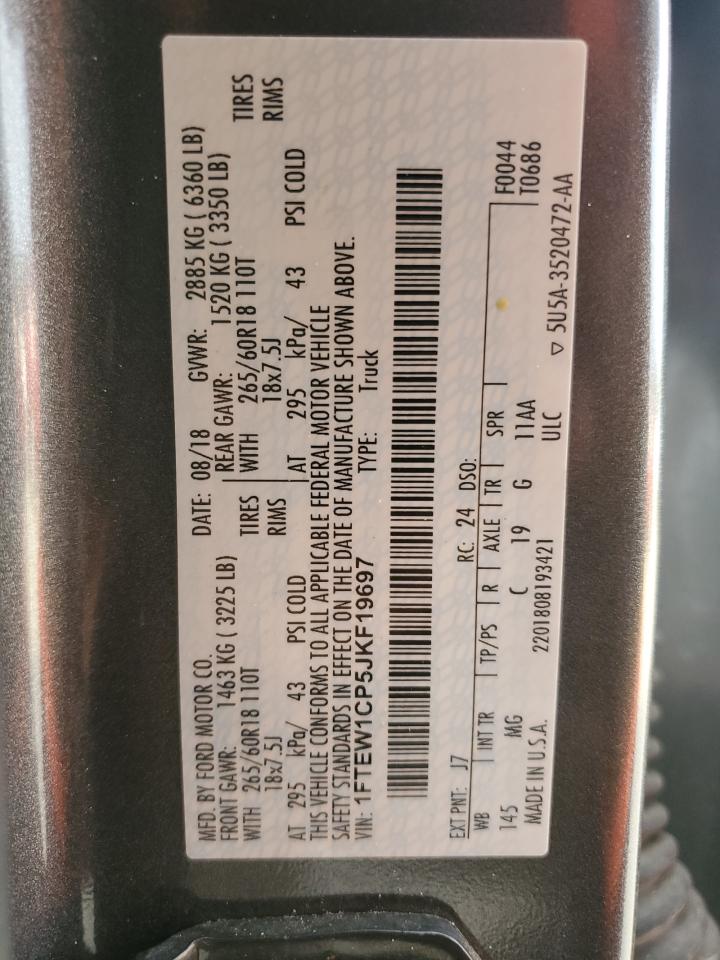 MFD. BY FORD MOTOR CO.
DATE: 08/18 GVWR: 2885 KG ( 6360 LB)
FRONT GAWR: 1463 KG ( 3225 LB) REAR GAWR: 1520 KG ( 3350 LB)
WITH 265/60R18 110T TIRES WITH 265/60R18 110T TIRES
18x7.5J RIMS 18x7.5J RIMS
AT 295 kPa/ 43 PSI COLD AT 295 kPa/ 43 PSI COLD
THIS VEHICLE CONFORMS TO ALL APPLICABLE FEDERAL MOTOR VEHICLE
SAFETY STANDARDS IN EFFECT ON THE DATE OF MANUFACTURE SHOWN ABOVE.
VIN: 1FTEW1CP5JKF19697 TYPE: Truck
EXT PNT: J7 RC: 24 DSO:
WB INT TR TP/PS R AXLE TR SPR F0044
145 MG C 19 G 11AA T0686
MADE IN U.S.A. 2201808193421 ULC
▽ 5U5A-3520472-AA